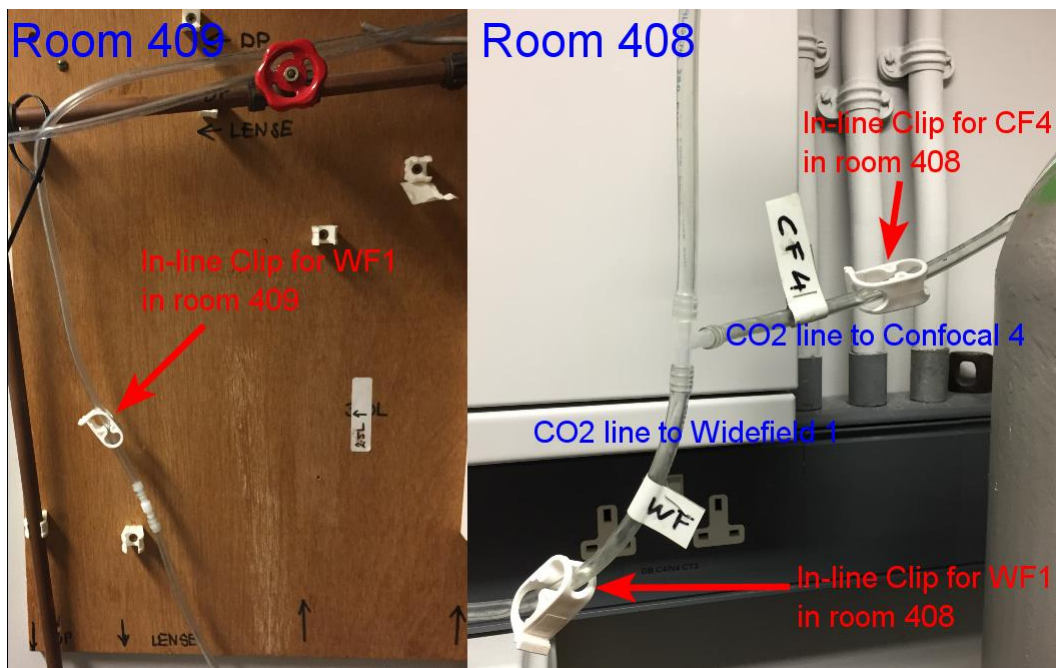 Room 409
← DP
← LENSE
In-line Clip for WF1
in room 409
↓ LENSE
Room 408
In-line Clip for CF4
in room 408
CF4
CO2 line to Confocal 4
CO2 line to Widefield 1
WF
In-line Clip for WF1
in room 408